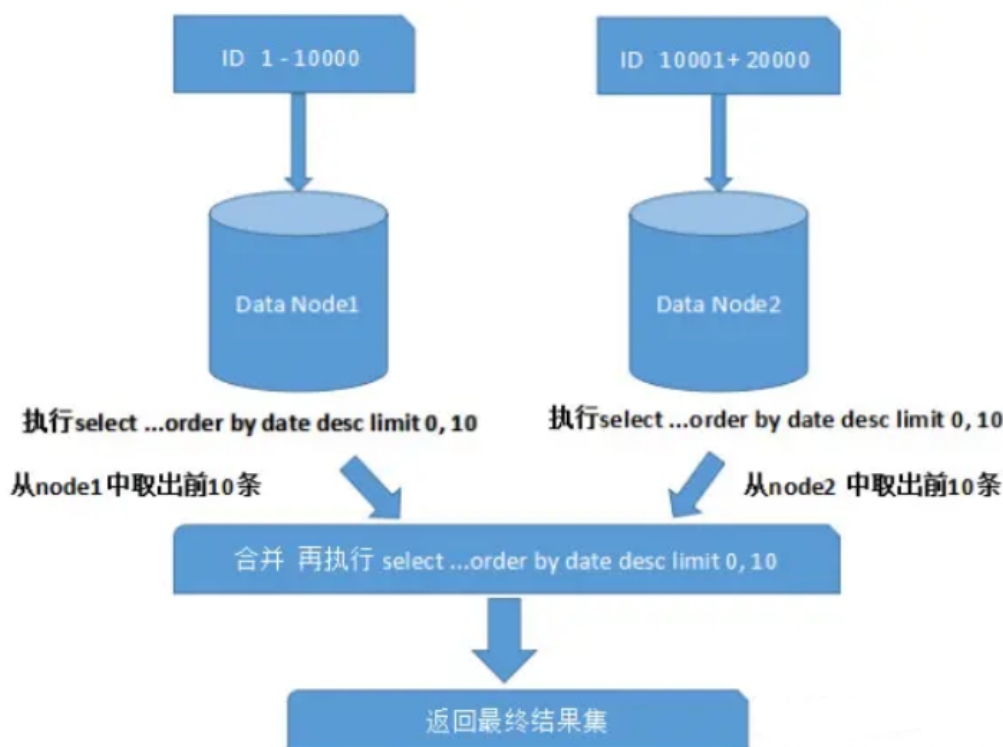 ID 1 - 10000
ID 10001+ 20000
Data Node1
Data Node2
执行select ...order by date desc limit 0, 10
执行select ...order by date desc limit 0, 10
从node1中取出前10条
从node2 中取出前10条
合并 再执行 select ...order by date desc limit 0, 10
返回最终结果集